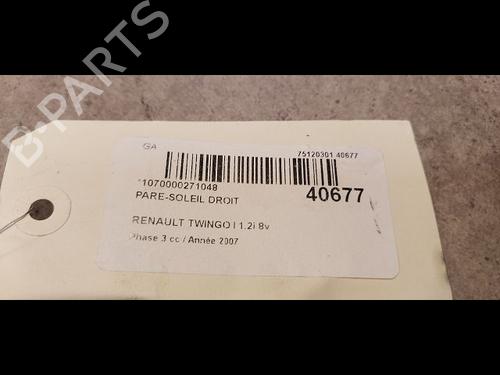 B-PARTS
GA
75120301 40677
*1070000271048
40677
PARE-SOLEIL DROIT
RENAULT TWINGO I 1.2i 8v
Phase 3 cc / Année 2007